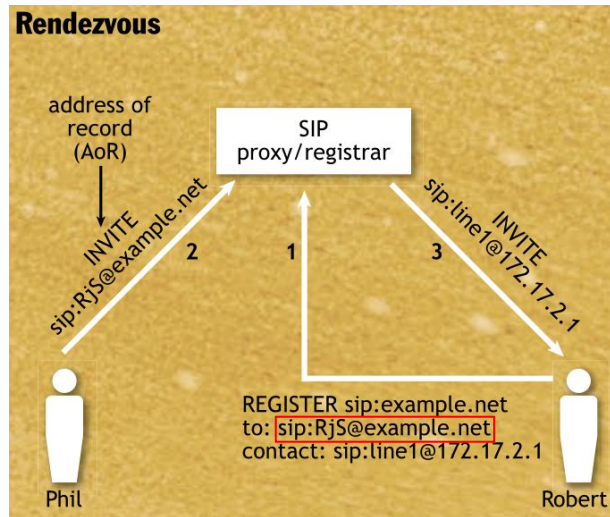 Rendezvous
address of
record
(AoR)
SIP
proxy/registrar
INVITE
sip:RjS@example.net
2
1
3
INVITE
sip:line1@172.17.2.1
REGISTER sip:example.net
to: sip:RjS@example.net
contact: sip:line1@172.17.2.1
Phil
Robert